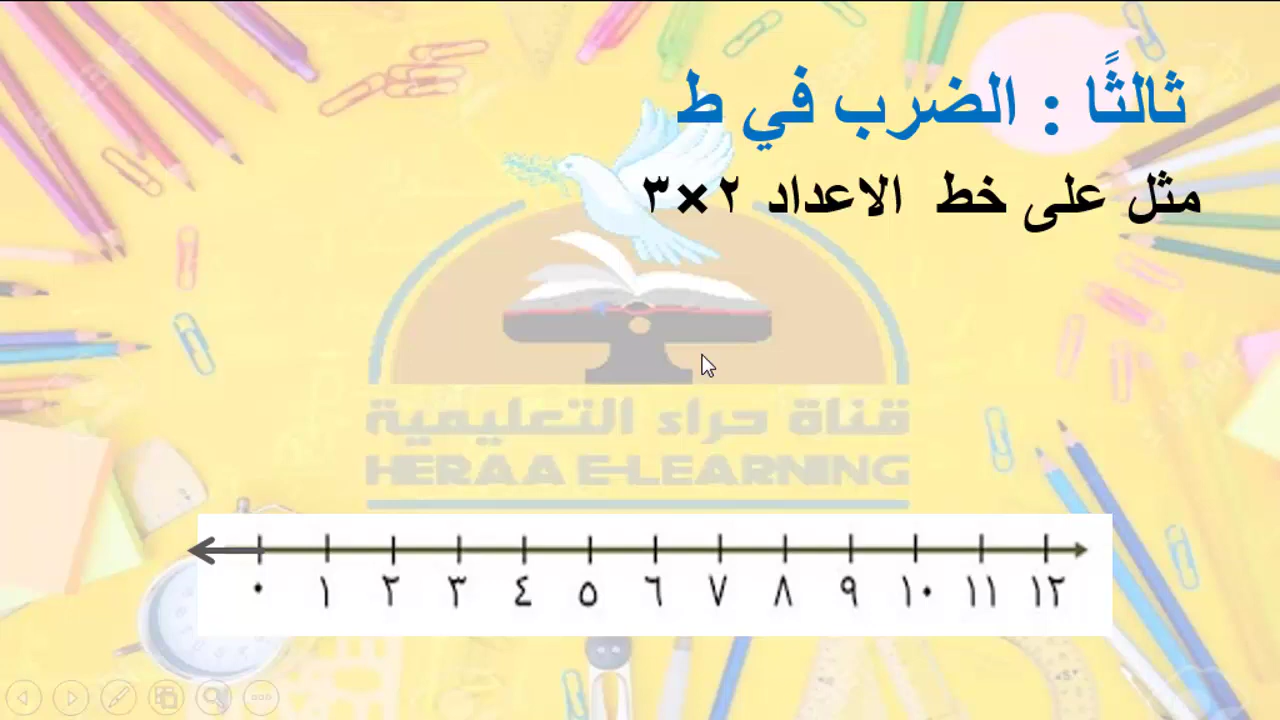 ثالثًا : الضرب في ط
مثل على خط الاعداد ٢×٣
قناة حراء التعليمية
HERAA E-LEARNING
٠ ١ ٢ ٣ ٤ ٥ ٦ ٧ ٨ ٩ ١٠ ١١ ١٢